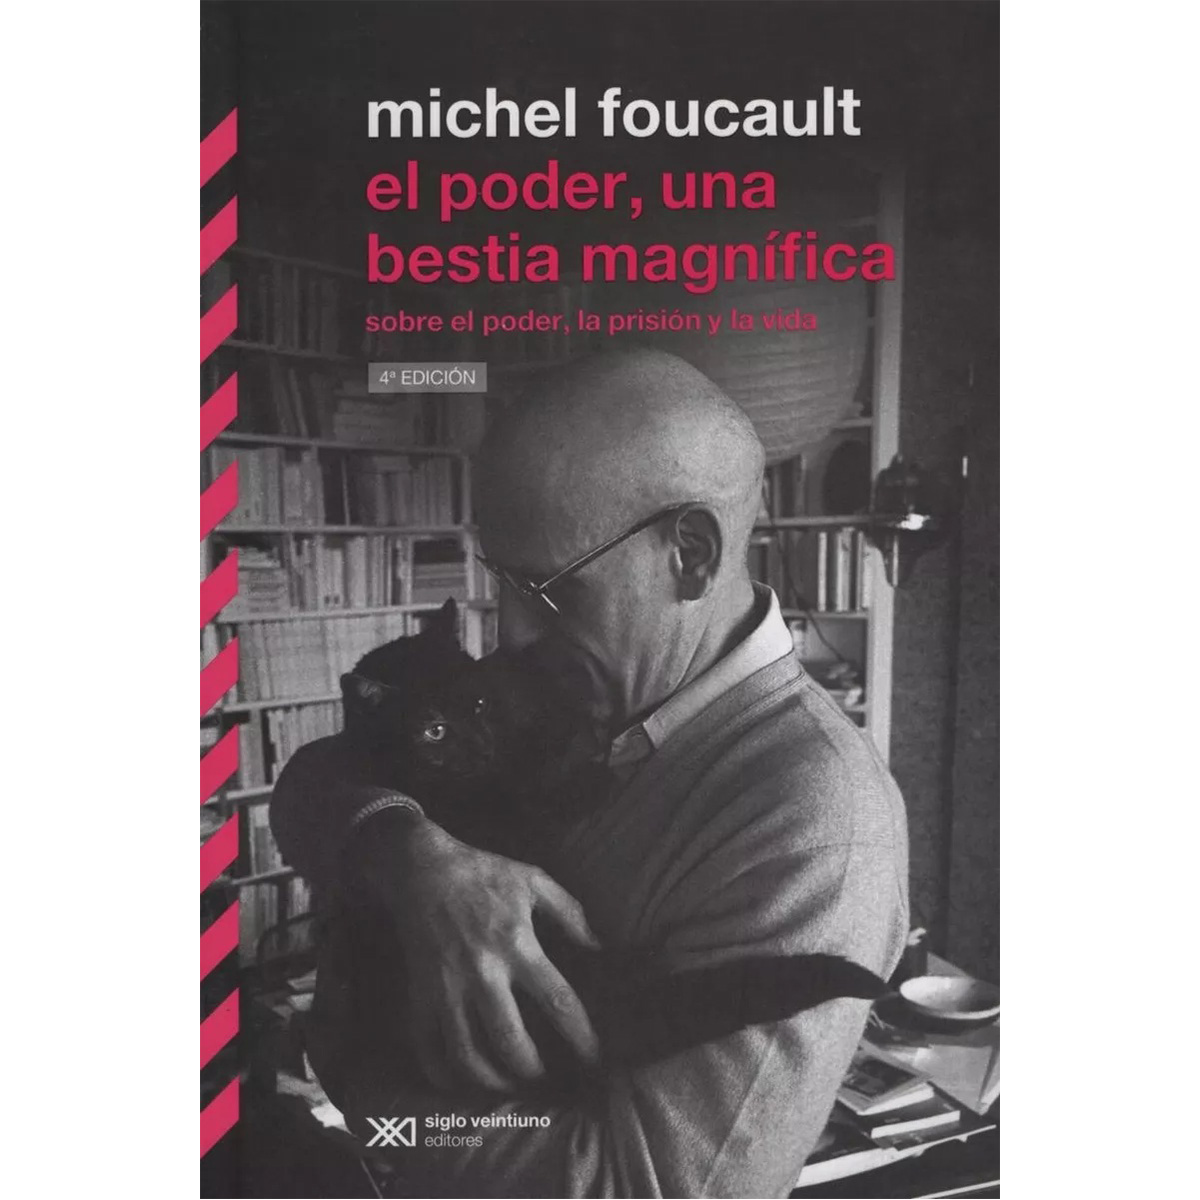 michel foucault
el poder, una
bestia magnífica
sobre el poder, la prisión y la vida
4ª EDICIÓN
siglo veintiuno
editores